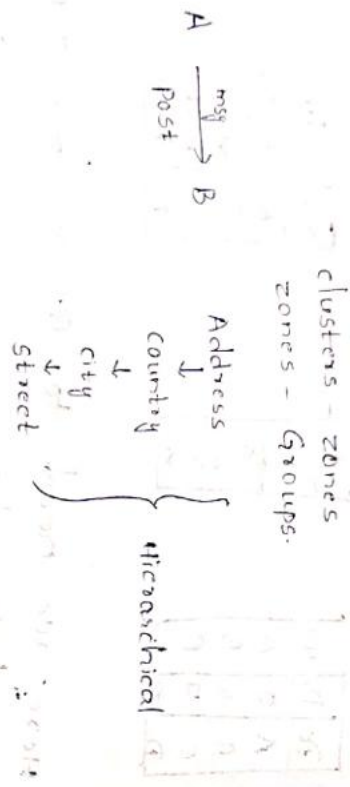 - clusters - zones
zones - Groups.
A → B
msg
post
Address
↓
country
↓
city
↓
street
Hierarchical